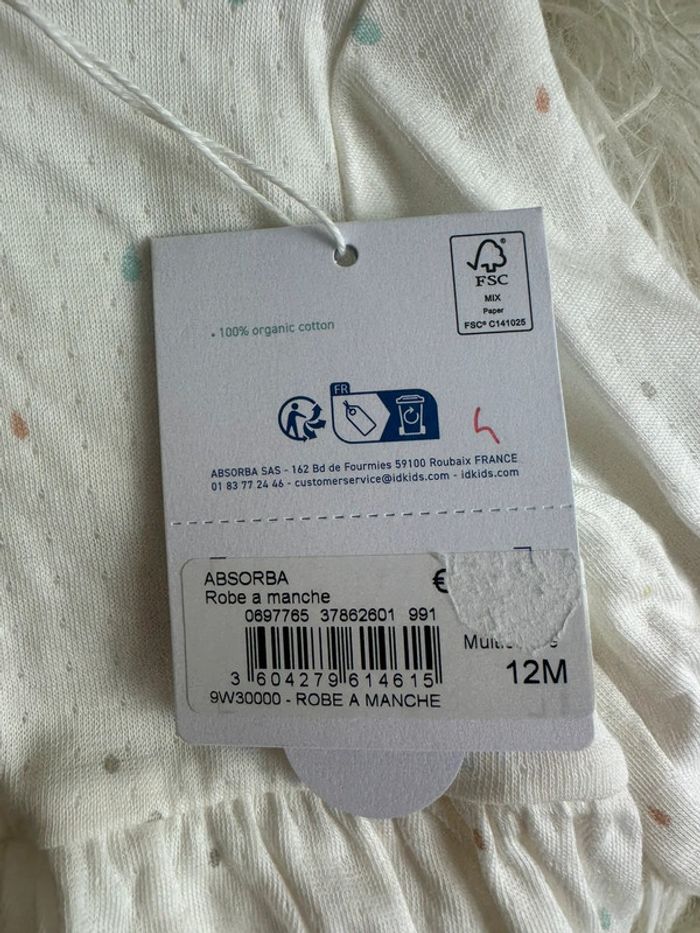 FSC
MIX
Paper
FSC® C141025
• 100% organic cotton
FR
ABSORBA SAS - 162 Bd de Fourmies 59100 Roubaix FRANCE
01 83 77 24 46 - customerservice@idkids.com - idkids.com
ABSORBA €
Robe a manche
0697765 37862601 991
12M
3 604279 614615
9W30000 - ROBE A MANCHE